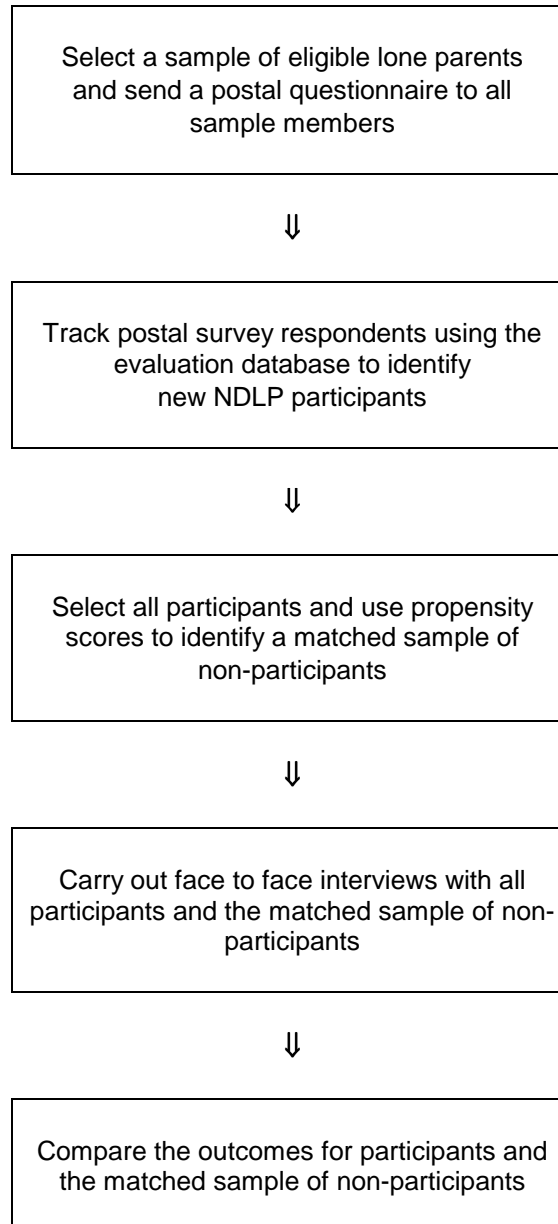 Select a sample of eligible lone parents
and send a postal questionnaire to all
sample members
⇓
Track postal survey respondents using the
evaluation database to identify
new NDLP participants
⇓
Select all participants and use propensity
scores to identify a matched sample of
non-participants
⇓
Carry out face to face interviews with all
participants and the matched sample of non-
participants
⇓
Compare the outcomes for participants and
the matched sample of non-participants